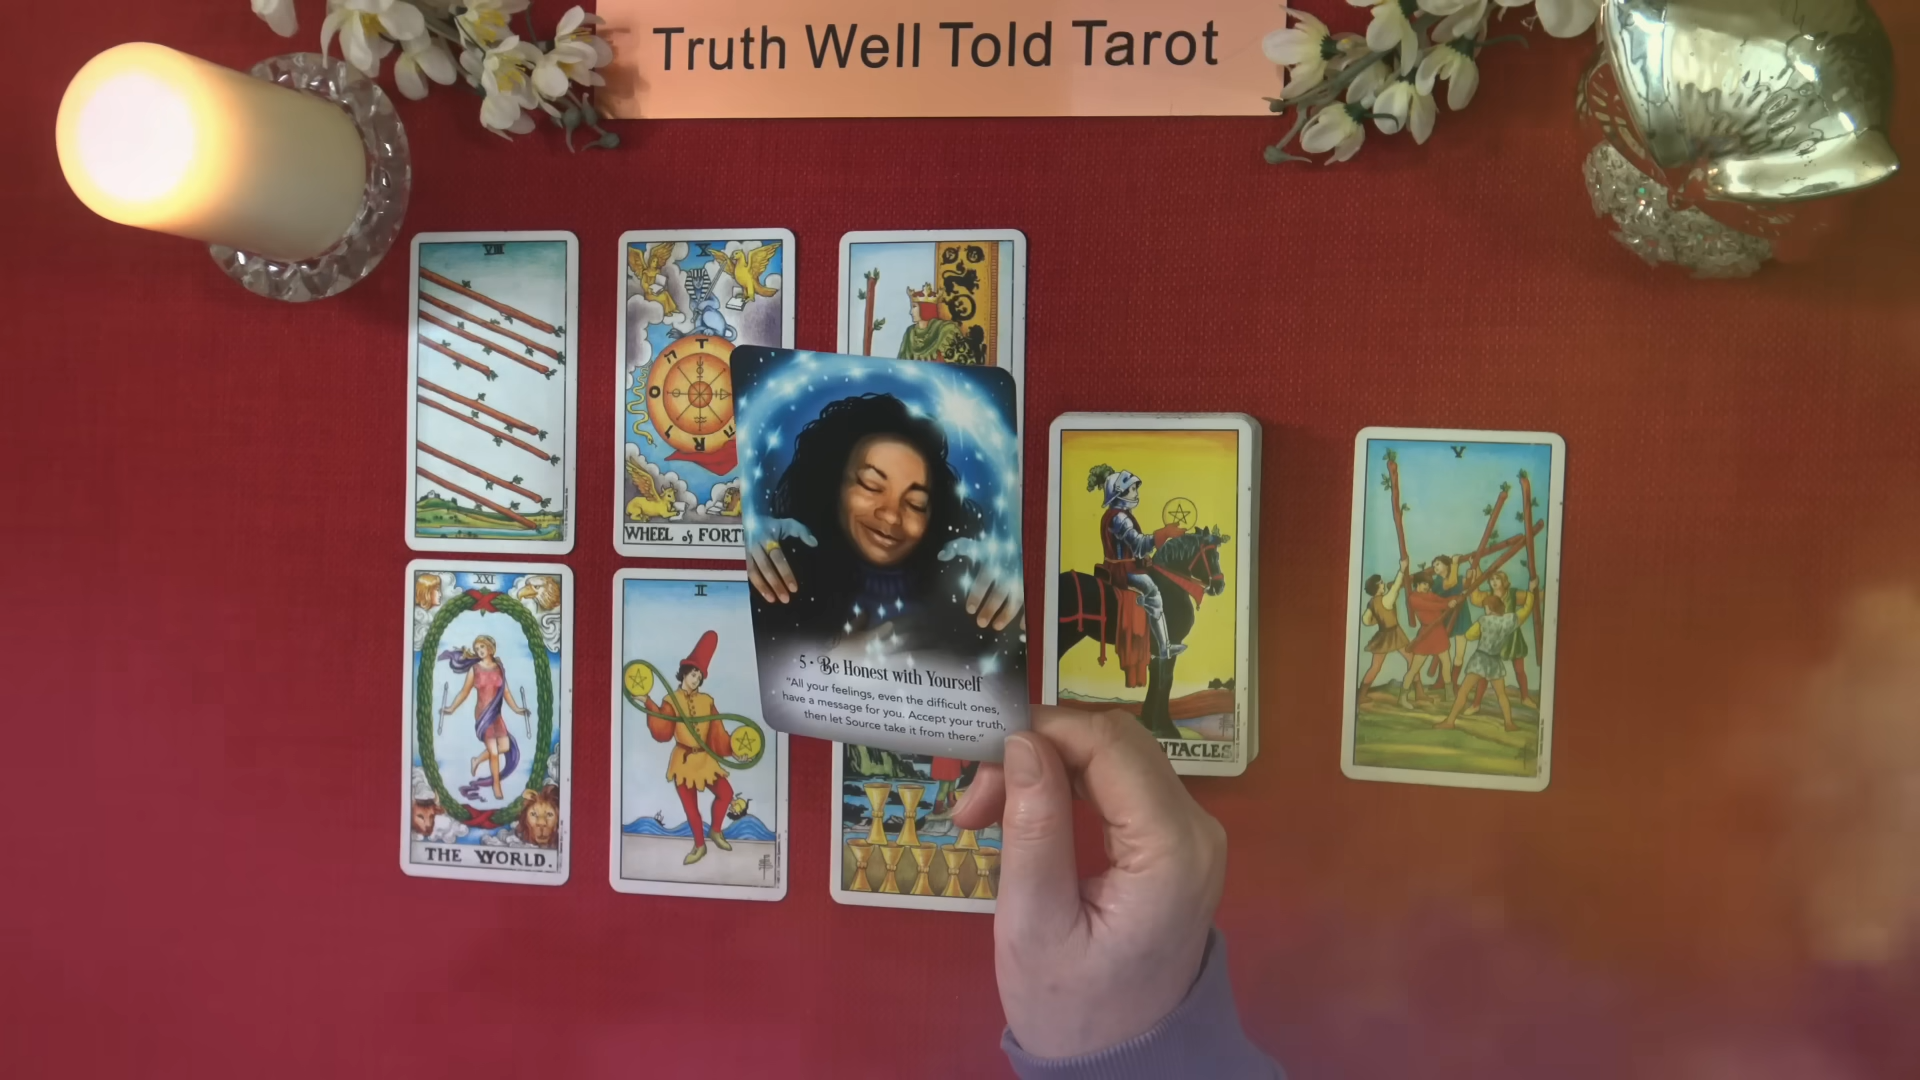 Truth Well Told Tarot
VIII
X
WHEEL of FORT
XXI
THE WORLD.
II
5 • Be Honest with Yourself
"All your feelings, even the difficult ones,
have a message for you. Accept your truth,
then let Source take it from there."
NTACLES
V